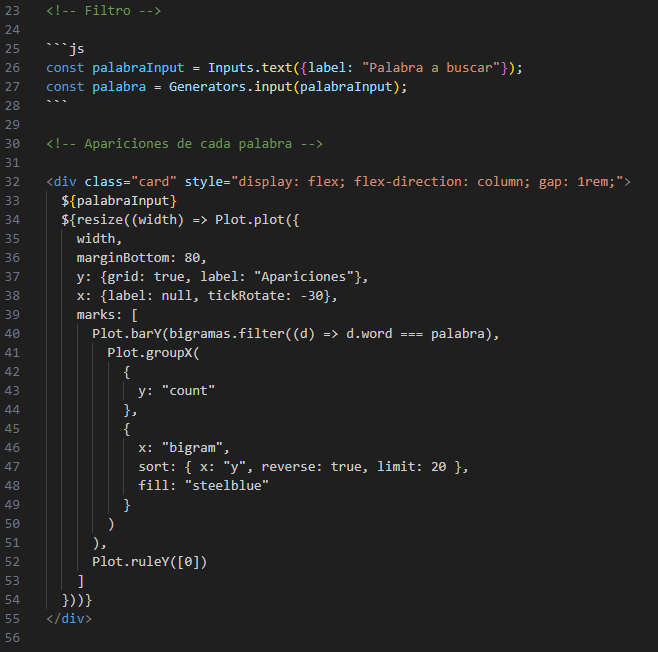 23 <!-- Filtro -->
24
25 ```js
26 const palabraInput = Inputs.text({label: "Palabra a buscar"});
27 const palabra = Generators.input(palabraInput);
28 ```
29
30 <!-- Apariciones de cada palabra -->
31
32 <div class="card" style="display: flex; flex-direction: column; gap: 1rem;">
33   ${palabraInput}
34   ${resize((width) => Plot.plot({
35     width,
36     marginBottom: 80,
37     y: {grid: true, label: "Apariciones"},
38     x: {label: null, tickRotate: -30},
39     marks: [
40       Plot.barY(bigramas.filter((d) => d.word === palabra),
41         Plot.groupX(
42           {
43             y: "count"
44           },
45           {
46             x: "bigram",
47             sort: { x: "y", reverse: true, limit: 20 },
48             fill: "steelblue"
49           }
50         )
51       ),
52       Plot.ruleY([0])
53     ]
54   }))}
55 </div>
56